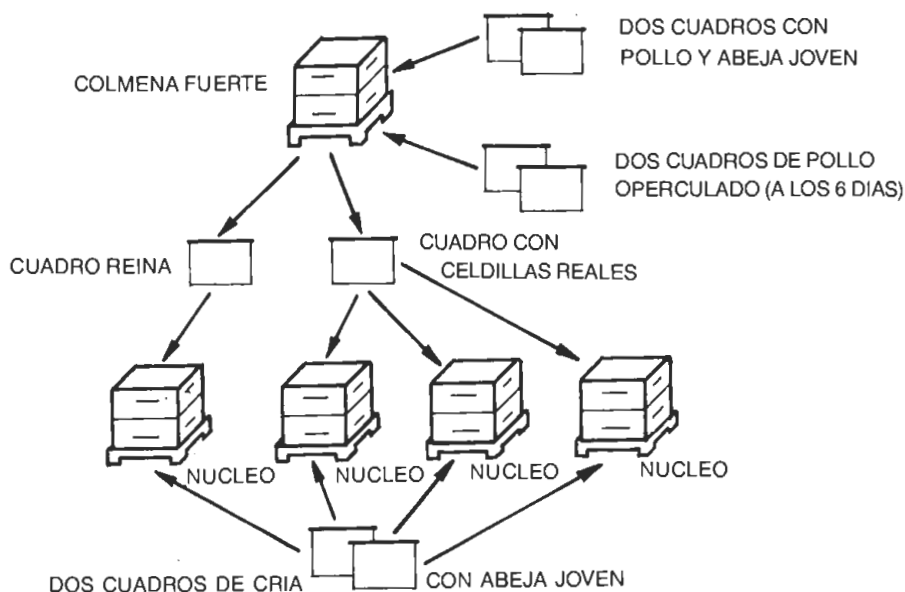 DOS CUADROS CON
POLLO Y ABEJA JOVEN
COLMENA FUERTE
DOS CUADROS DE POLLO
OPERCULADO (A LOS 6 DIAS)
CUADRO REINA
CUADRO CON
CELDILLAS REALES
NUCLEO
NUCLEO
NUCLEO
NUCLEO
DOS CUADROS DE CRIA
CON ABEJA JOVEN